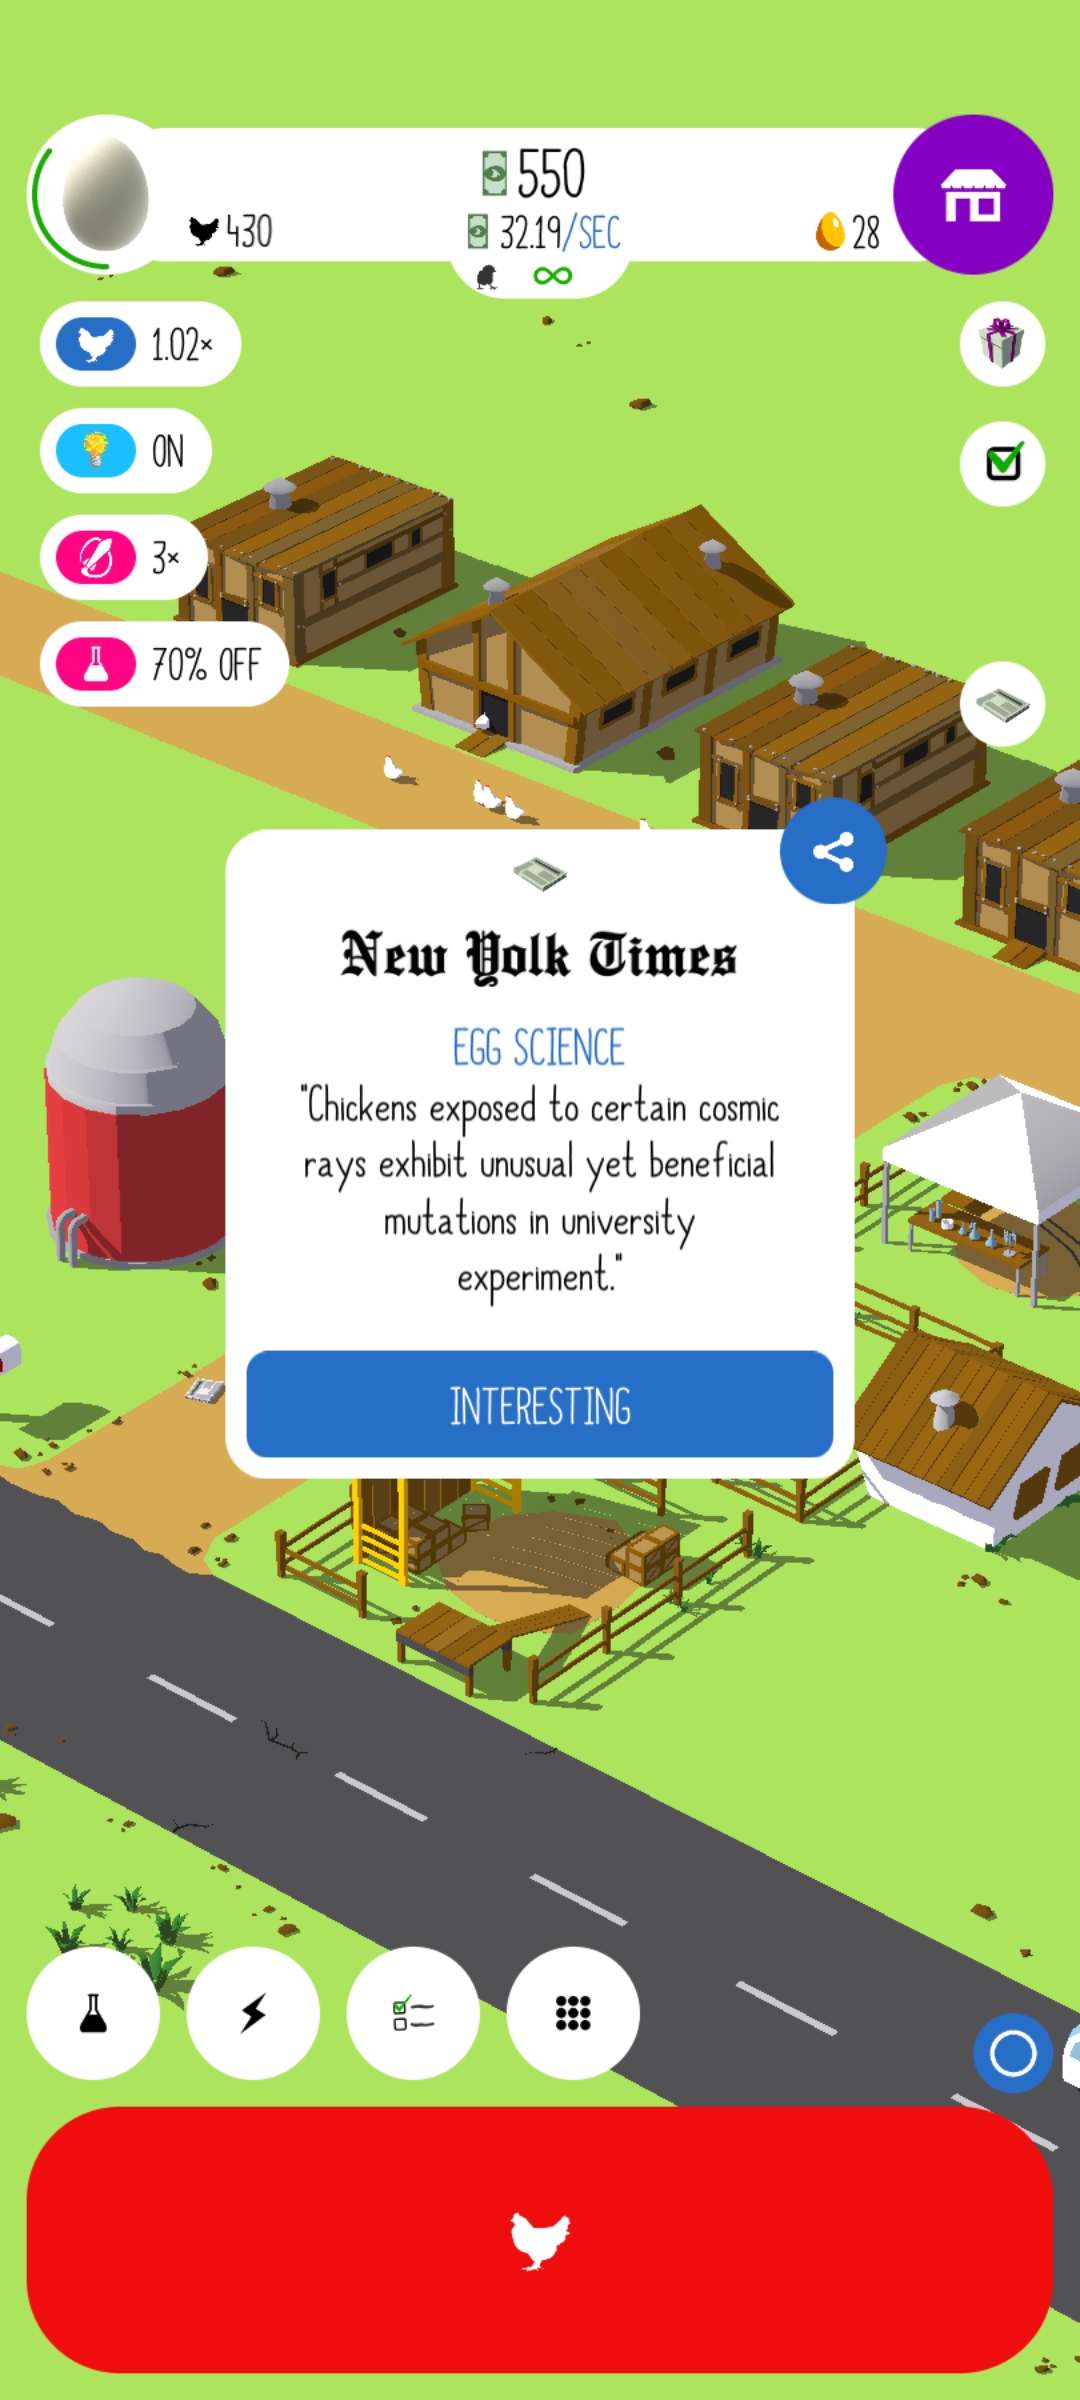 550
430
32.19/SEC
28
1.02×
ON
3×
70% OFF
New Yolk Times
EGG SCIENCE
"Chickens exposed to certain cosmic
rays exhibit unusual yet beneficial
mutations in university
experiment."
INTERESTING